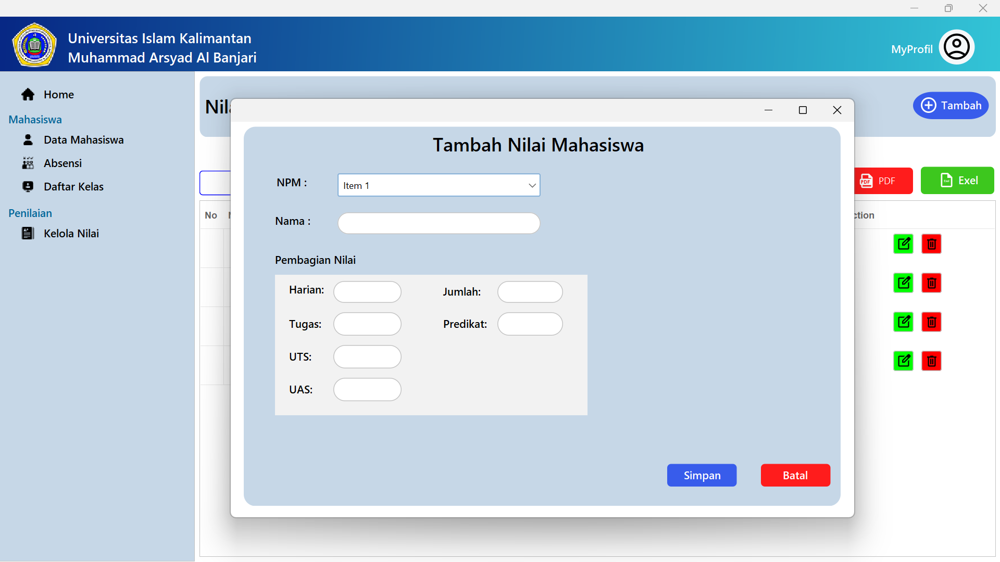 Universitas Islam Kalimantan
Muhammad Arsyad Al Banjari
MyProfil
Home
Mahasiswa
Data Mahasiswa
Absensi
Daftar Kelas
Penilaian
Kelola Nilai
Tambah
PDF
PDF
Exel
No
Tambah Nilai Mahasiswa
NPM :
Item 1
Nama :
Pembagian Nilai
Harian:
Jumlah:
Tugas:
Predikat:
UTS:
UAS:
Simpan
Batal